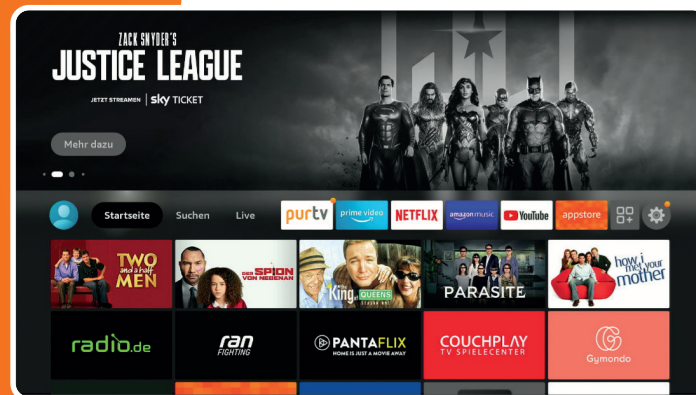 ZACK SNYDER'S
JUSTICE LEAGUE
JETZT STREAMEN | sky TICKET
Mehr dazu
Startseite Suchen Live purtv prime video NETFLIX amazon music YouTube appstore
TWO
and a half
MEN
DER SPION
VON NEBENAN
The King of QUEENS
PARASITE
how i
met your
mother
radio.de
ran
FIGHTING
PANTAFLIX
HOME IS JUST A MOVIE AWAY
COUCHPLAY
TV SPIELECENTER
Gymondo